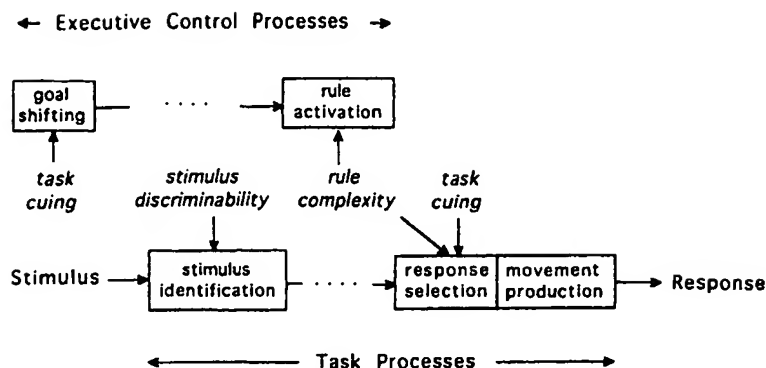 Executive Control Processes
goal
shifting
. . . .
rule
activation
task
cuing
stimulus
discriminability
rule
complexity
task
cuing
Stimulus
stimulus
identification
. . . . .
response
selection
movement
production
Response
Task Processes